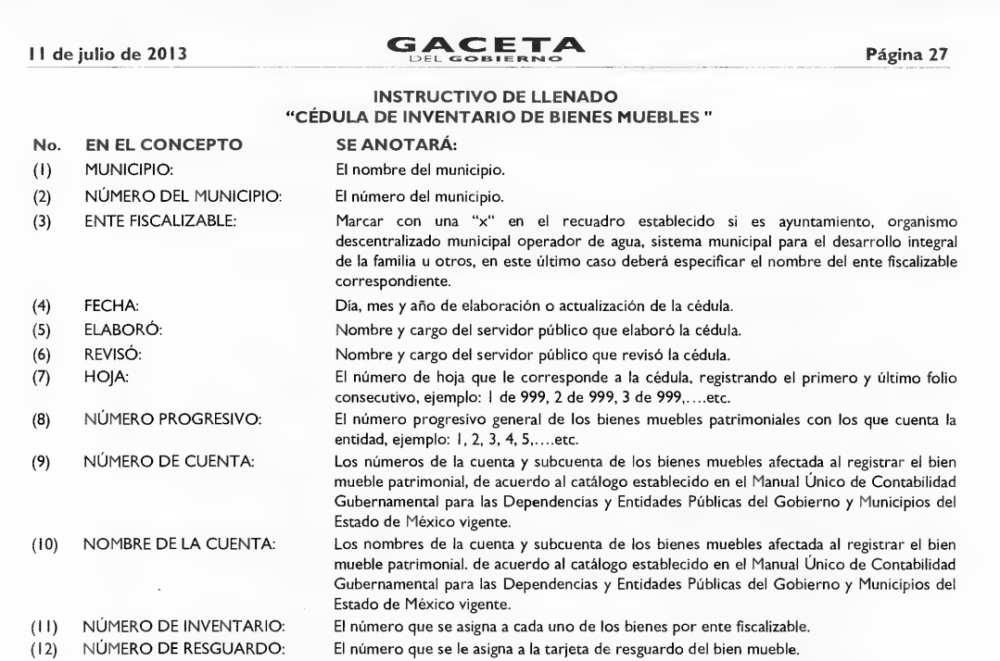 11 de julio de 2013 GACETA DEL GOBIERNO Página 27
INSTRUCTIVO DE LLENADO
“CÉDULA DE INVENTARIO DE BIENES MUEBLES "
No. EN EL CONCEPTO SE ANOTARÁ:
(1) MUNICIPIO: El nombre del municipio.
(2) NÚMERO DEL MUNICIPIO: El número del municipio.
(3) ENTE FISCALIZABLE: Marcar con una “x“ en el recuadro establecido si es ayuntamiento, organismo
descentralizado municipal operador de agua, sistema municipal para el desarrollo integral
de la familia u otros, en este último caso deberá especificar el nombre del ente fiscalizable
correspondiente.
(4) FECHA: Día, mes y año de elaboración o actualización de la cédula.
(5) ELABORÓ: Nombre y cargo del servidor público que elaboró la cédula.
(6) REVISÓ: Nombre y cargo del servidor público que revisó la cédula.
(7) HOJA: El número de hoja que le corresponde a la cédula, registrando el primero y último folio
consecutivo, ejemplo: 1 de 999, 2 de 999, 3 de 999,....etc.
(8) NÚMERO PROGRESIVO: El número progresivo general de los bienes muebles patrimoniales con los que cuenta la
entidad, ejemplo: 1, 2, 3, 4, 5,....etc.
(9) NÚMERO DE CUENTA: Los números de la cuenta y subcuenta de los bienes muebles afectada al registrar el bien
mueble patrimonial, de acuerdo al catálogo establecido en el Manual Único de Contabilidad
Gubernamental para las Dependencias y Entidades Públicas del Gobierno y Municipios del
Estado de México vigente.
(10) NOMBRE DE LA CUENTA: Los nombres de la cuenta y subcuenta de los bienes muebles afectada al registrar el bien
mueble patrimonial. de acuerdo al catálogo establecido en el Manual Único de Contabilidad
Gubernamental para las Dependencias y Entidades Públicas del Gobierno y Municipios del
Estado de México vigente.
(11) NÚMERO DE INVENTARIO: El número que se asigna a cada uno de los bienes por ente fiscalizable.
(12) NÚMERO DE RESGUARDO: El número que se le asigna a la tarjeta de resguardo del bien mueble.